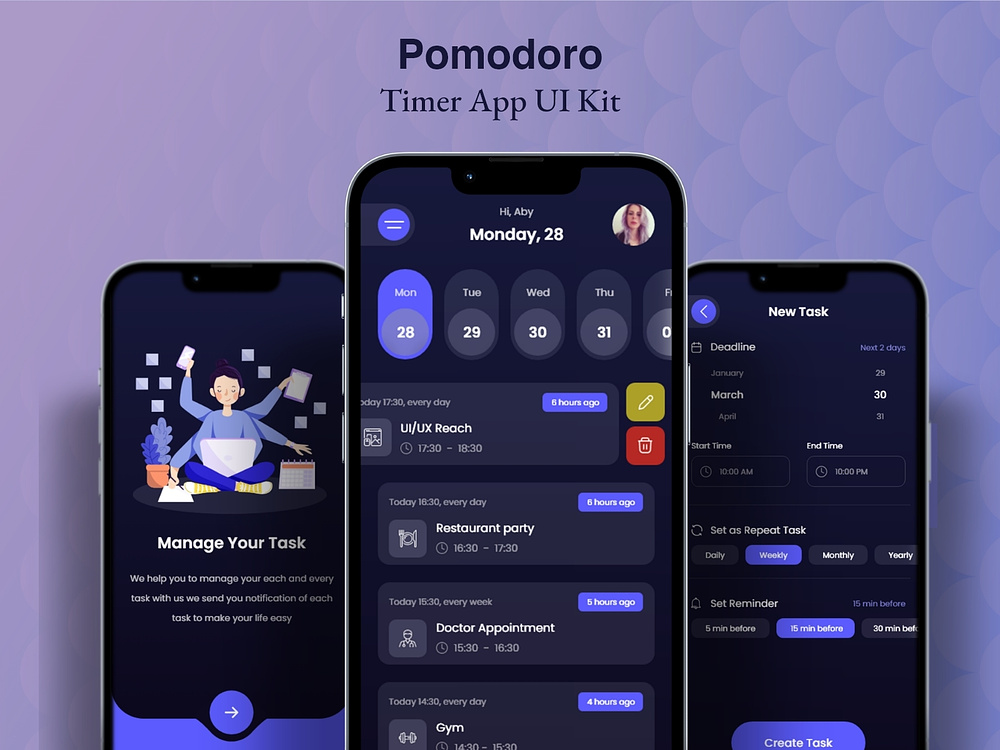 Pomodoro
Timer App UI Kit
Manage Your Task
We help you to manage your each and every
task with us we send you notification of each
task to make your life easy
Hi, Aby
Monday, 28
Mon
28
Tue
29
Wed
30
Thu
31
17:30, every day
6 hours ago
UI/UX Reach
17:30 - 18:30
Today 16:30, every day
6 hours ago
Restaurant party
16:30 - 17:30
Today 15:30, every week
5 hours ago
Doctor Appointment
15:30 - 16:30
Today 14:30, every day
4 hours ago
Gym
14:30 - 15:30
New Task
Deadline
Next 2 days
January 29
March 30
April 31
Start Time
End Time
10:00 AM
10:00 PM
Set as Repeat Task
Daily
Weekly
Monthly
Yearly
Set Reminder
15 min before
5 min before
15 min before
30 min
Create Task